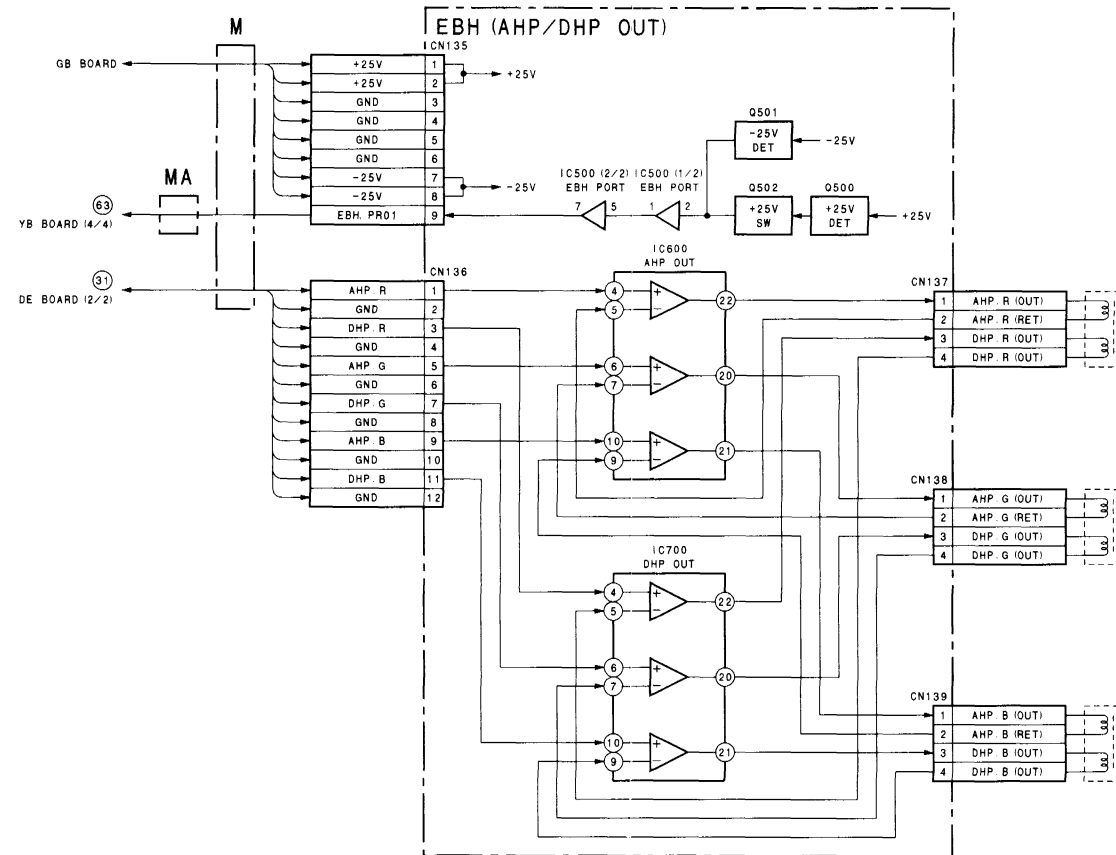 M
EBH (AHP/DHP OUT)
CN135
GB BOARD
+25V 1
+25V 2
GND 3
GND 4
GND 5
GND 6
-25V 7
-25V 8
EBH. PR01 9
+25V
-25V
MA
63
YB BOARD (4/4)
Q501
-25V
DET
-25V
IC500 (2/2)
EBH PORT
7 5
IC500 (1/2)
EBH PORT
1 2
Q502
+25V
SW
Q500
+25V
DET
+25V
31
DE BOARD (2/2)
CN136
AHP. R 1
GND 2
DHP. R 3
GND 4
AHP. G 5
GND 6
DHP. G 7
GND 8
AHP. B 9
GND 10
DHP. B 11
GND 12
IC600
AHP OUT
4 + 22
5 −
6 + 20
7 −
10 + 21
9 −
IC700
DHP OUT
4 + 22
5 −
6 + 20
7 −
10 + 21
9 −
CN137
1 AHP. R (OUT)
2 AHP. R (RET)
3 DHP. R (OUT)
4 DHP. R (OUT)
CN138
1 AHP. G (OUT)
2 AHP. G (RET)
3 DHP. G (OUT)
4 DHP. G (OUT)
CN139
1 AHP. B (OUT)
2 AHP. B (RET)
3 DHP. B (OUT)
4 DHP. B (OUT)